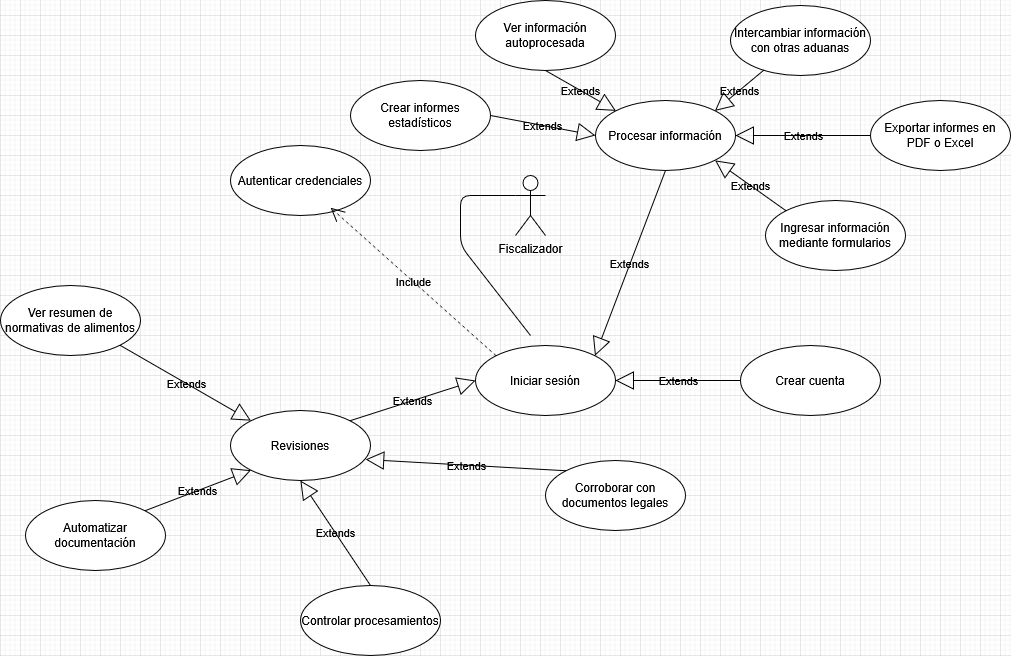 Ver información
autoprocesada
Intercambiar información
con otras aduanas
Extends
Extends
Crear informes
estadísticos
Extends
Procesar información
Extends
Exportar informes en
PDF o Excel
Autenticar credenciales
Extends
Fiscalizador
Ingresar información
mediante formularios
Extends
Include
Ver resumen de
normativas de alimentos
Iniciar sesión
Extends
Crear cuenta
Extends
Extends
Revisiones
Extends
Corroborar con
documentos legales
Extends
Automatizar
documentación
Extends
Controlar procesamientos